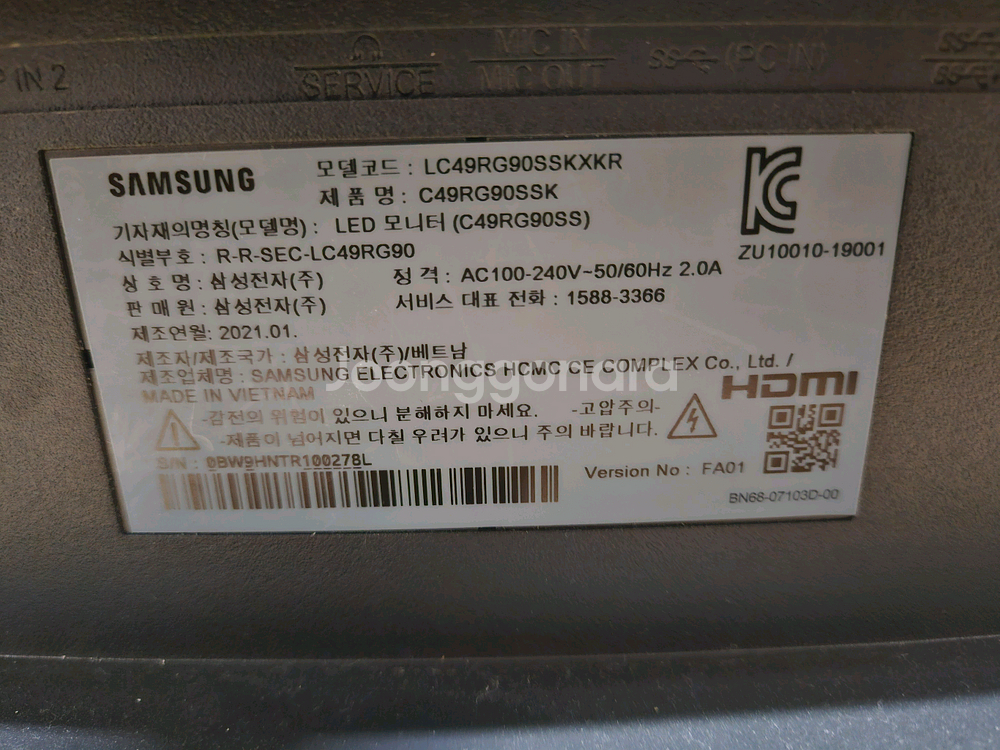 P IN 2
SERVICE
MIC IN
MIC OUT
(PC IN)
SAMSUNG
모델코드 : LC49RG90SSKXKR
제 품 명 : C49RG90SSK
기자재의명칭(모델명) : LED 모니터 (C49RG90SS)
식별부호 : R-R-SEC-LC49RG90
ZU10010-19001
상 호 명 : 삼성전자(주)
정 격 : AC100-240V~50/60Hz 2.0A
판 매 원 : 삼성전자(주)
서비스 대표 전화 : 1588-3366
제조연월: 2021.01.
제조자/제조국가 : 삼성전자(주)/베트남
제조업체명 : SAMSUNG ELECTRONICS HCMC CE COMPLEX Co., Ltd. /
MADE IN VIETNAM
joonggonara
HDMI
-감전의 위험이 있으니 분해하지 마세요. -고압주의-
-제품이 넘어지면 다칠 우려가 있으니 주의 바랍니다.
S/N : 0BW9HNTR100278L
Version No : FA01
BN68-07103D-00